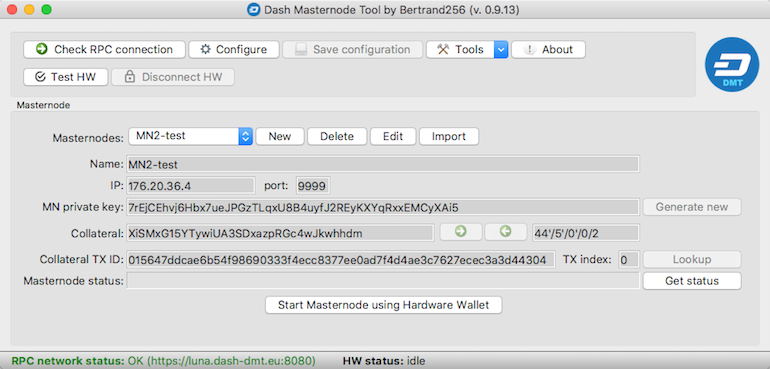 Dash Masternode Tool by Bertrand256 (v. 0.9.13)
Check RPC connection Configure Save configuration Tools About
Test HW Disconnect HW
DMT
Masternode
Masternodes: MN2-test New Delete Edit Import
Name: MN2-test
IP: 176.20.36.4 port: 9999
MN private key: 7rEjCEhvj6Hbx7ueJPGzTLqxU8B4uyfJ2REyKXYqRxxEMCyXAi5 Generate new
Collateral: XiSMxG15YTywiUA3SDxazpRGc4wJkwhhdm 44'/5'/0'/0/2
Collateral TX ID: 015647ddcae6b54f98690333f4ecc8377ee0ad7f4d4ae3c7627ecec3a3d44304 TX index: 0 Lookup
Masternode status: Get status
Start Masternode using Hardware Wallet
RPC network status: OK (https://luna.dash-dmt.eu:8080) HW status: idle